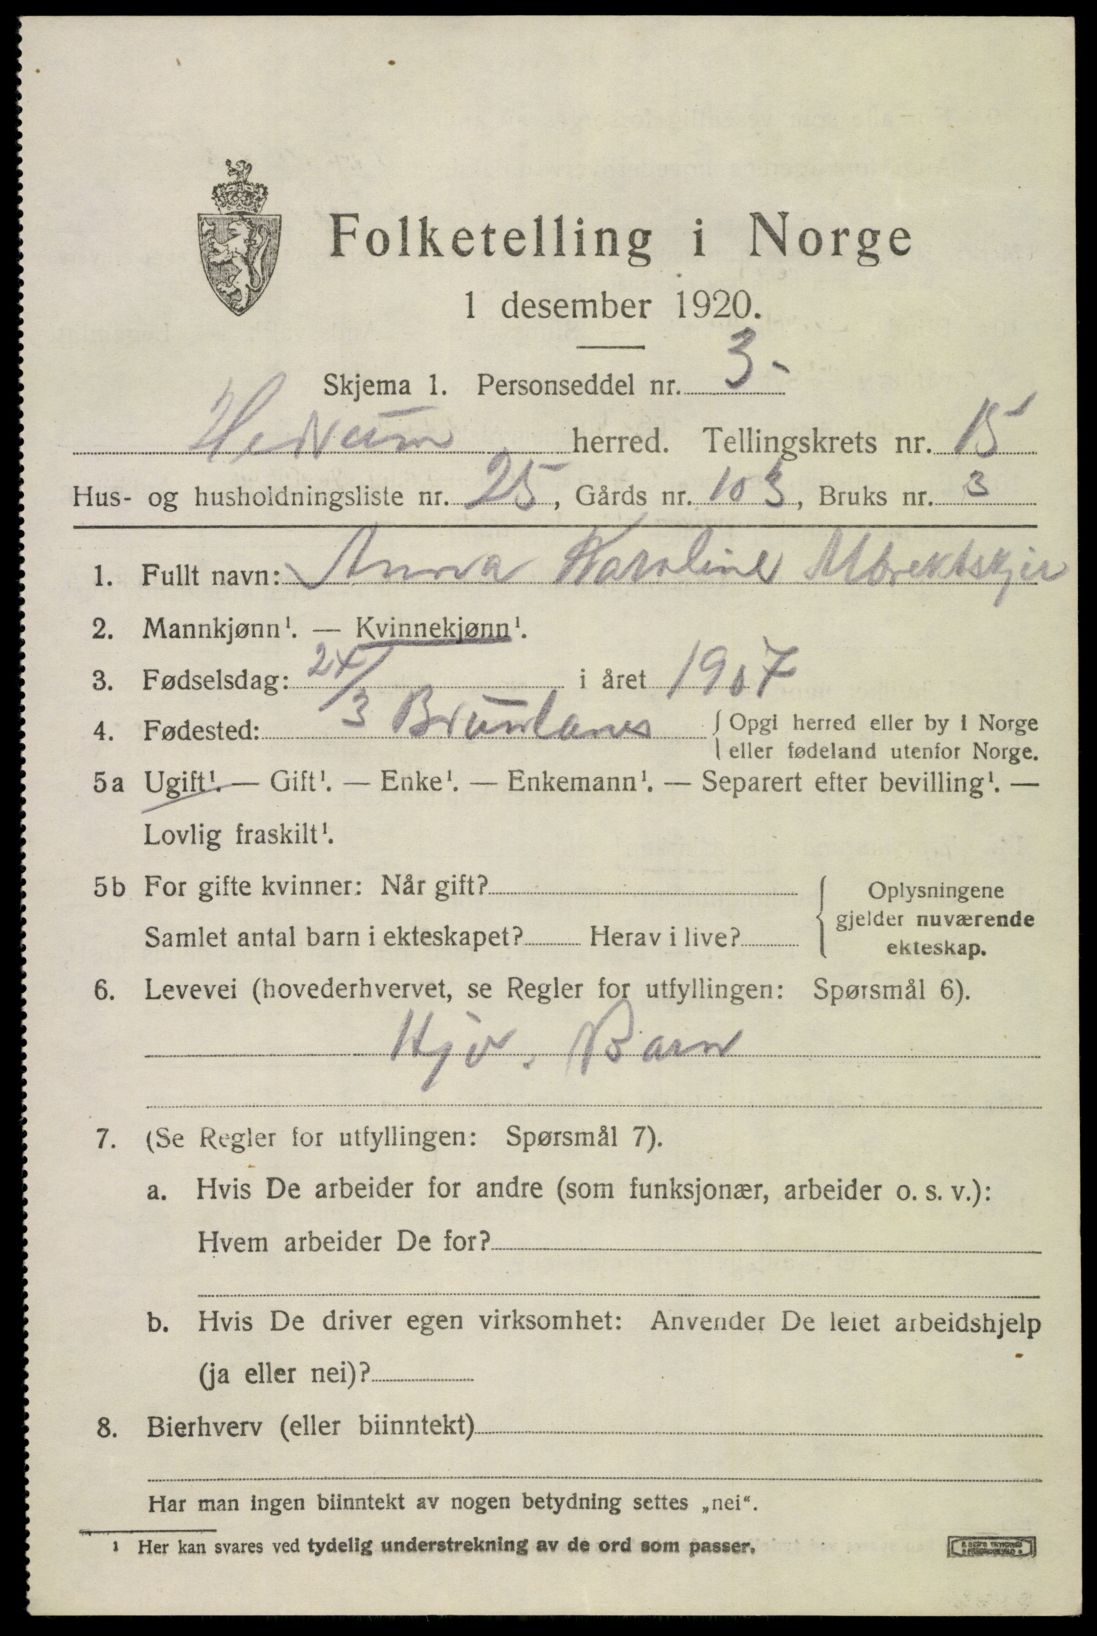 Folketelling i Norge
1 desember 1920.
Skjema 1. Personseddel nr. 3.
Hedrum herred. Tellingskrets nr. 15
Hus- og husholdningsliste nr. 25, Gårds nr. 103, Bruks nr. 3
1. Fullt navn: Anna Karoline Albrektskjer
2. Mannkjønn¹. — Kvinnekjønn¹.
3. Fødselsdag: 24/3 i året 1907
4. Fødested: Brunlanes { Opgi herred eller by i Norge
eller fødeland utenfor Norge.
5a Ugift¹. — Gift¹. — Enke¹. — Enkemann¹. — Separert efter bevilling¹. —
Lovlig fraskilt¹.
5b For gifte kvinner: Når gift? { Oplysningene
gjelder nuværende
Samlet antal barn i ekteskapet? Herav i live?
ekteskap.
6. Levevei (hovederhvervet, se Regler for utfyllingen: Spørsmål 6).
Hjv. Barn
7. (Se Regler for utfyllingen: Spørsmål 7).
a. Hvis De arbeider for andre (som funksjonær, arbeider o. s. v.):
Hvem arbeider De for?
b. Hvis De driver egen virksomhet: Anvender De leiet arbeidshjelp
(ja eller nei)?
8. Bierhverv (eller biinntekt)
Har man ingen biinntekt av nogen betydning settes „nei“.
¹ Her kan svares ved tydelig understrekning av de ord som passer.